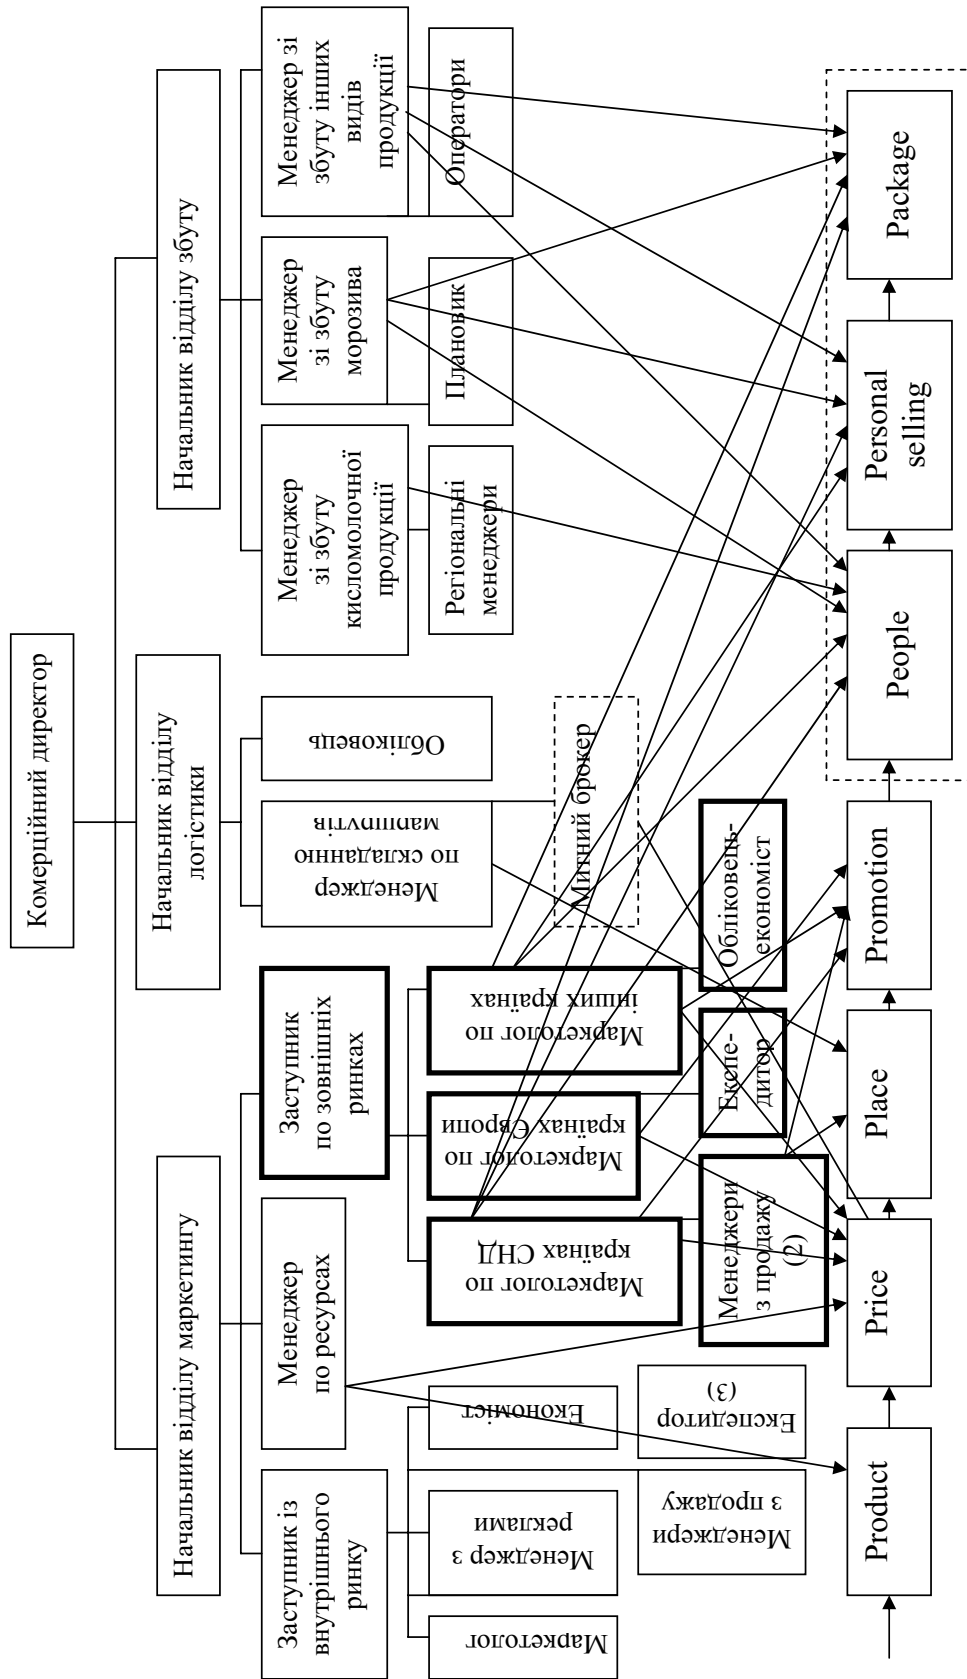 Комерційний директор
Начальник відділу маркетингу
Начальник відділу
логістики
Начальник відділу збуту
Заступник із
внутрішнього
ринку
Менеджер
по ресурсах
Заступник
по зовнішніх
ринках
Менеджер
по складанню
маршрутів
Обліковець
Менеджер
зі збуту
кисломолочної
продукції
Менеджер
зі збуту
морозива
Менеджер зі
збуту інших
видів
продукції
Маркетолог
Менеджер з
реклами
Економіст
Маркетолог по
країнах СНД
Маркетолог по
країнах Європи
Маркетолог по
інших країнах
Митний брокер
Регіональні
менеджери
Плановик
Оператори
Менеджери
з продажу
Експедитор
(3)
Менеджери
з продажу
(2)
Експе-
дитор
Обліковець-
економіст
Product
Price
Place
Promotion
People
Personal
selling
Package